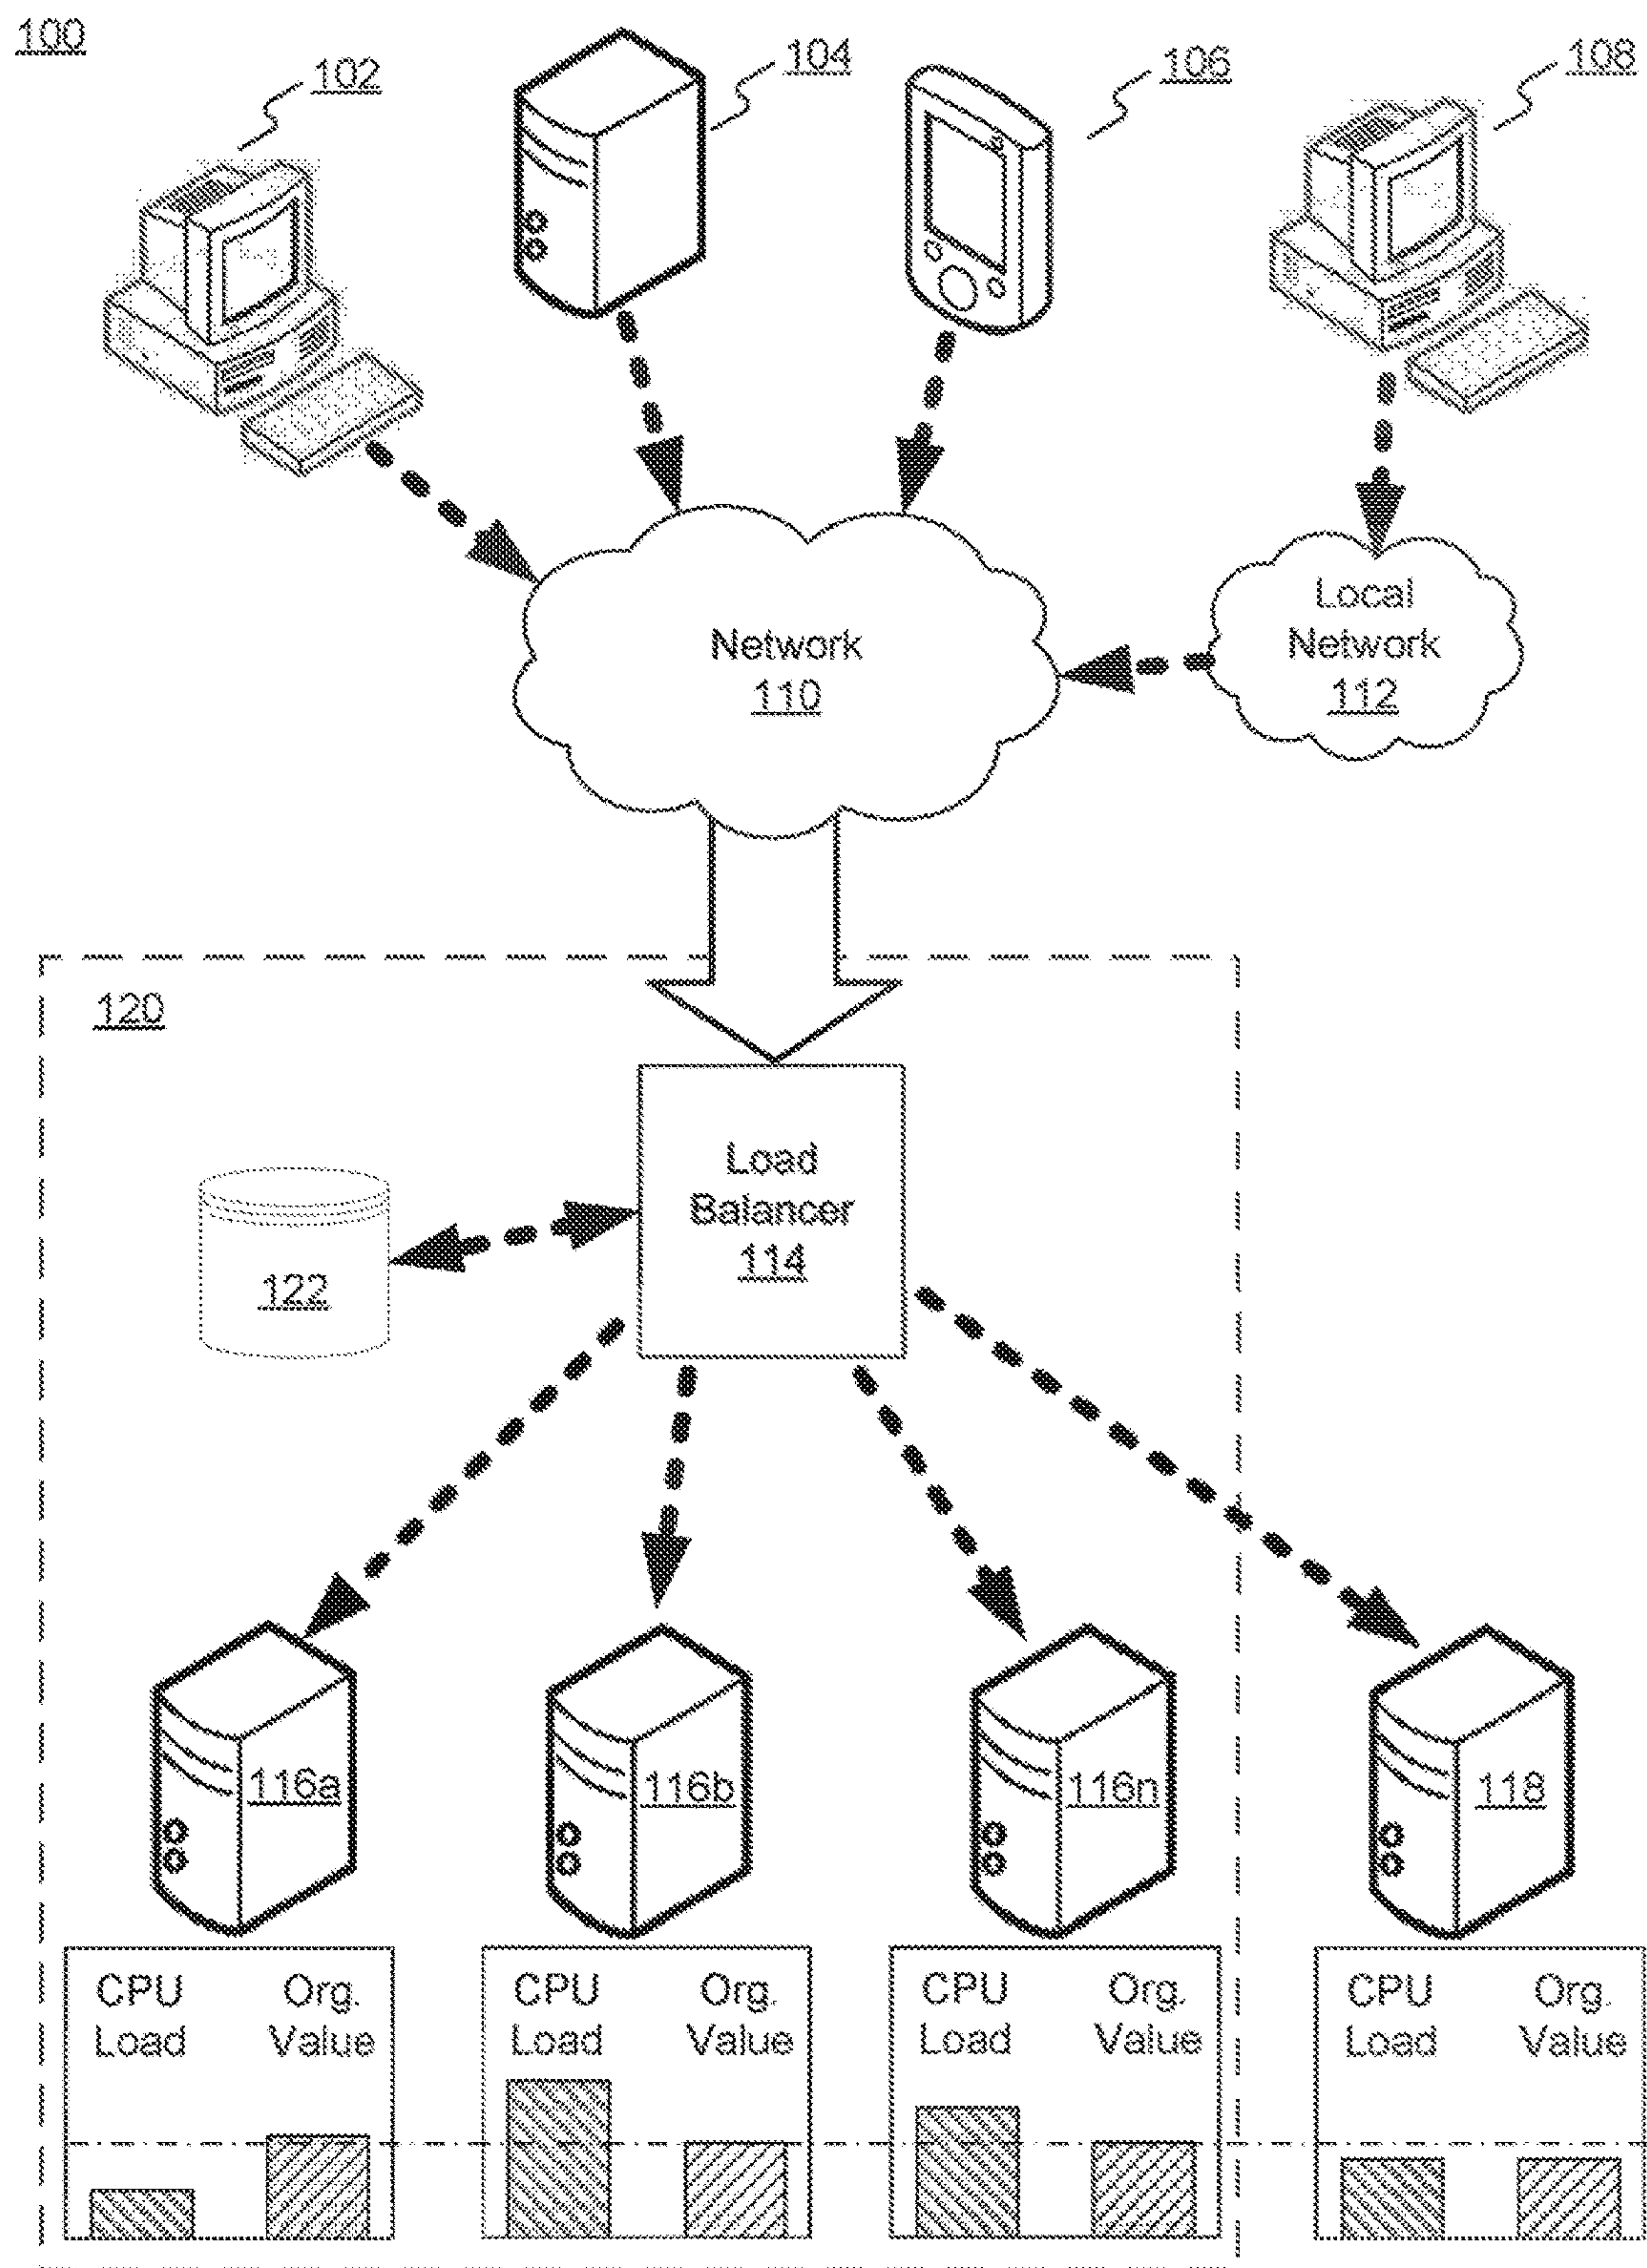 100
102
104
106
108
Network
110
Local
Network
112
120
Load
Balancer
114
122
116a
116b
116n
118
CPU
Load
Org.
Value
CPU
Load
Org.
Value
CPU
Load
Org.
Value
CPU
Load
Org.
Value